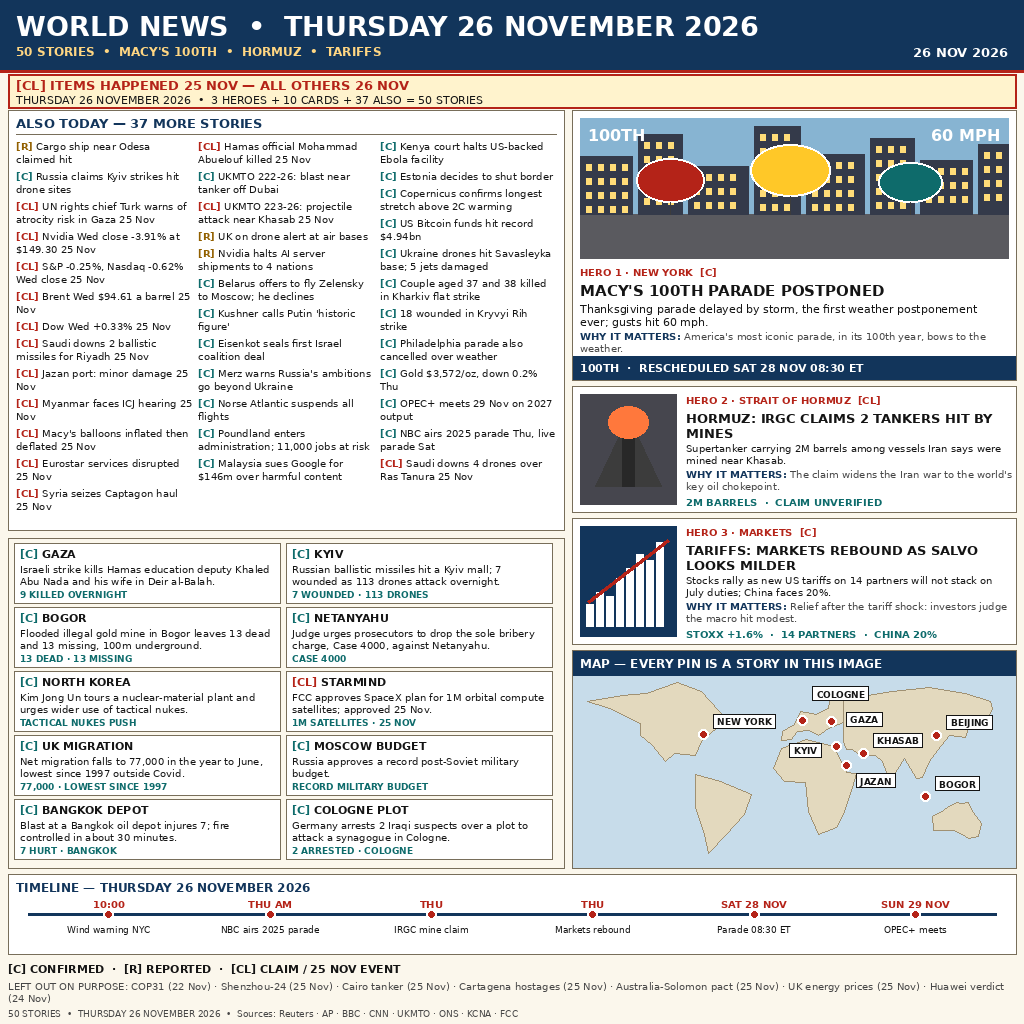 WORLD NEWS • THURSDAY 26 NOVEMBER 2026
50 STORIES • MACY'S 100TH • HORMUZ • TARIFFS
26 NOV 2026
[CL] ITEMS HAPPENED 25 NOV — ALL OTHERS 26 NOV
THURSDAY 26 NOVEMBER 2026 • 3 HEROES + 10 CARDS + 37 ALSO = 50 STORIES
ALSO TODAY — 37 MORE STORIES
[R] Cargo ship near Odesa
claimed hit
[C] Russia claims Kyiv strikes hit
drone sites
[CL] UN rights chief Turk warns of
atrocity risk in Gaza 25 Nov
[CL] Nvidia Wed close -3.91% at
$149.30 25 Nov
[CL] S&P -0.25%, Nasdaq -0.62%
Wed close 25 Nov
[CL] Brent Wed $94.61 a barrel 25
Nov
[CL] Dow Wed +0.33% 25 Nov
[CL] Saudi downs 2 ballistic
missiles for Riyadh 25 Nov
[CL] Jazan port: minor damage 25
Nov
[CL] Myanmar faces ICJ hearing 25
Nov
[CL] Macy's balloons inflated then
deflated 25 Nov
[CL] Eurostar services disrupted
25 Nov
[CL] Syria seizes Captagon haul
25 Nov
[CL] Hamas official Mohammad
Abuelouf killed 25 Nov
[C] UKMTO 222-26: blast near
tanker off Dubai
[CL] UKMTO 223-26: projectile
attack near Khasab 25 Nov
[R] UK on drone alert at air bases
[R] Nvidia halts AI server
shipments to 4 nations
[C] Belarus offers to fly Zelensky
to Moscow; he declines
[C] Kushner calls Putin 'historic
figure'
[C] Eisenkot seals first Israel
coalition deal
[C] Merz warns Russia's ambitions
go beyond Ukraine
[C] Norse Atlantic suspends all
flights
[C] Poundland enters
administration; 11,000 jobs at risk
[C] Malaysia sues Google for
$146m over harmful content
[C] Kenya court halts US-backed
Ebola facility
[C] Estonia decides to shut border
[C] Copernicus confirms longest
stretch above 2C warming
[C] US Bitcoin funds hit record
$4.94bn
[C] Ukraine drones hit Savasleyka
base; 5 jets damaged
[C] Couple aged 37 and 38 killed
in Kharkiv flat strike
[C] 18 wounded in Kryvyi Rih
strike
[C] Philadelphia parade also
cancelled over weather
[C] Gold $3,572/oz, down 0.2%
Thu
[C] OPEC+ meets 29 Nov on 2027
output
[C] NBC airs 2025 parade Thu, live
parade Sat
[CL] Saudi downs 4 drones over
Ras Tanura 25 Nov
100TH
60 MPH
HERO 1 · NEW YORK [C]
MACY'S 100TH PARADE POSTPONED
Thanksgiving parade delayed by storm, the first weather postponement
ever; gusts hit 60 mph.
WHY IT MATTERS: America's most iconic parade, in its 100th year, bows to the
weather.
100TH · RESCHEDULED SAT 28 NOV 08:30 ET
HERO 2 · STRAIT OF HORMUZ [CL]
HORMUZ: IRGC CLAIMS 2 TANKERS HIT BY
MINES
Supertanker carrying 2M barrels among vessels Iran says were
mined near Khasab.
WHY IT MATTERS: The claim widens the Iran war to the world's
key oil chokepoint.
2M BARRELS · CLAIM UNVERIFIED
HERO 3 · MARKETS [C]
TARIFFS: MARKETS REBOUND AS SALVO
LOOKS MILDER
Stocks rally as new US tariffs on 14 partners will not stack on
July duties; China faces 20%.
WHY IT MATTERS: Relief after the tariff shock: investors judge
the macro hit modest.
STOXX +1.6% · 14 PARTNERS · CHINA 20%
[C] GAZA
Israeli strike kills Hamas education deputy Khaled
Abu Nada and his wife in Deir al-Balah.
9 KILLED OVERNIGHT
[C] KYIV
Russian ballistic missiles hit a Kyiv mall; 7
wounded as 113 drones attack overnight.
7 WOUNDED · 113 DRONES
[C] BOGOR
Flooded illegal gold mine in Bogor leaves 13 dead
and 13 missing, 100m underground.
13 DEAD · 13 MISSING
[C] NETANYAHU
Judge urges prosecutors to drop the sole bribery
charge, Case 4000, against Netanyahu.
CASE 4000
[C] NORTH KOREA
Kim Jong Un tours a nuclear-material plant and
urges wider use of tactical nukes.
TACTICAL NUKES PUSH
[CL] STARMIND
FCC approves SpaceX plan for 1M orbital compute
satellites; approved 25 Nov.
1M SATELLITES · 25 NOV
[C] UK MIGRATION
Net migration falls to 77,000 in the year to June,
lowest since 1997 outside Covid.
77,000 · LOWEST SINCE 1997
[C] MOSCOW BUDGET
Russia approves a record post-Soviet military
budget.
RECORD MILITARY BUDGET
[C] BANGKOK DEPOT
Blast at a Bangkok oil depot injures 7; fire
controlled in about 30 minutes.
7 HURT · BANGKOK
[C] COLOGNE PLOT
Germany arrests 2 Iraqi suspects over a plot to
attack a synagogue in Cologne.
2 ARRESTED · COLOGNE
MAP — EVERY PIN IS A STORY IN THIS IMAGE
COLOGNE
NEW YORK
GAZA
BEIJING
KYIV
KHASAB
JAZAN
BOGOR
TIMELINE — THURSDAY 26 NOVEMBER 2026
10:00
THU AM
THU
THU
SAT 28 NOV
SUN 29 NOV
Wind warning NYC
NBC airs 2025 parade
IRGC mine claim
Markets rebound
Parade 08:30 ET
OPEC+ meets
[C] CONFIRMED · [R] REPORTED · [CL] CLAIM / 25 NOV EVENT
LEFT OUT ON PURPOSE: COP31 (22 Nov) · Shenzhou-24 (25 Nov) · Cairo tanker (25 Nov) · Cartagena hostages (25 Nov) · Australia-Solomon pact (25 Nov) · UK energy prices (25 Nov) · Huawei verdict
(24 Nov)
50 STORIES • THURSDAY 26 NOVEMBER 2026 • Sources: Reuters · AP · BBC · CNN · UKMTO · ONS · KCNA · FCC